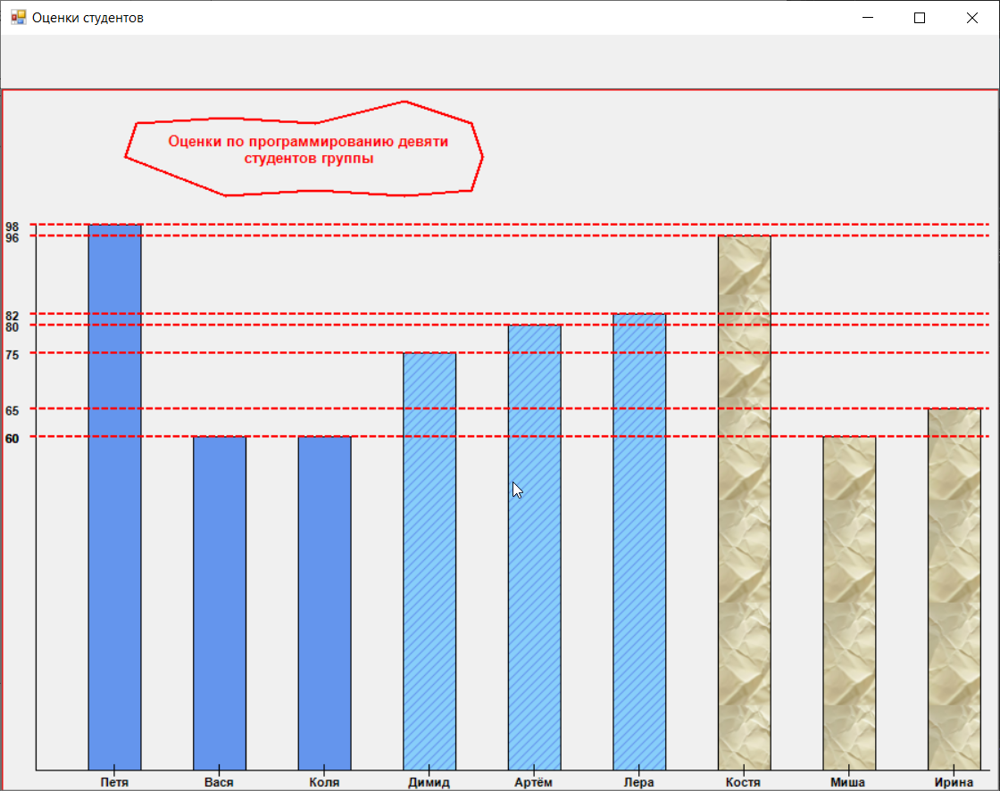 Оценки студентов
Оценки по программированию девяти
студентов группы
98
96
82
80
75
65
60
Петя Вася Коля Димид Артём Лера Костя Миша Ирина